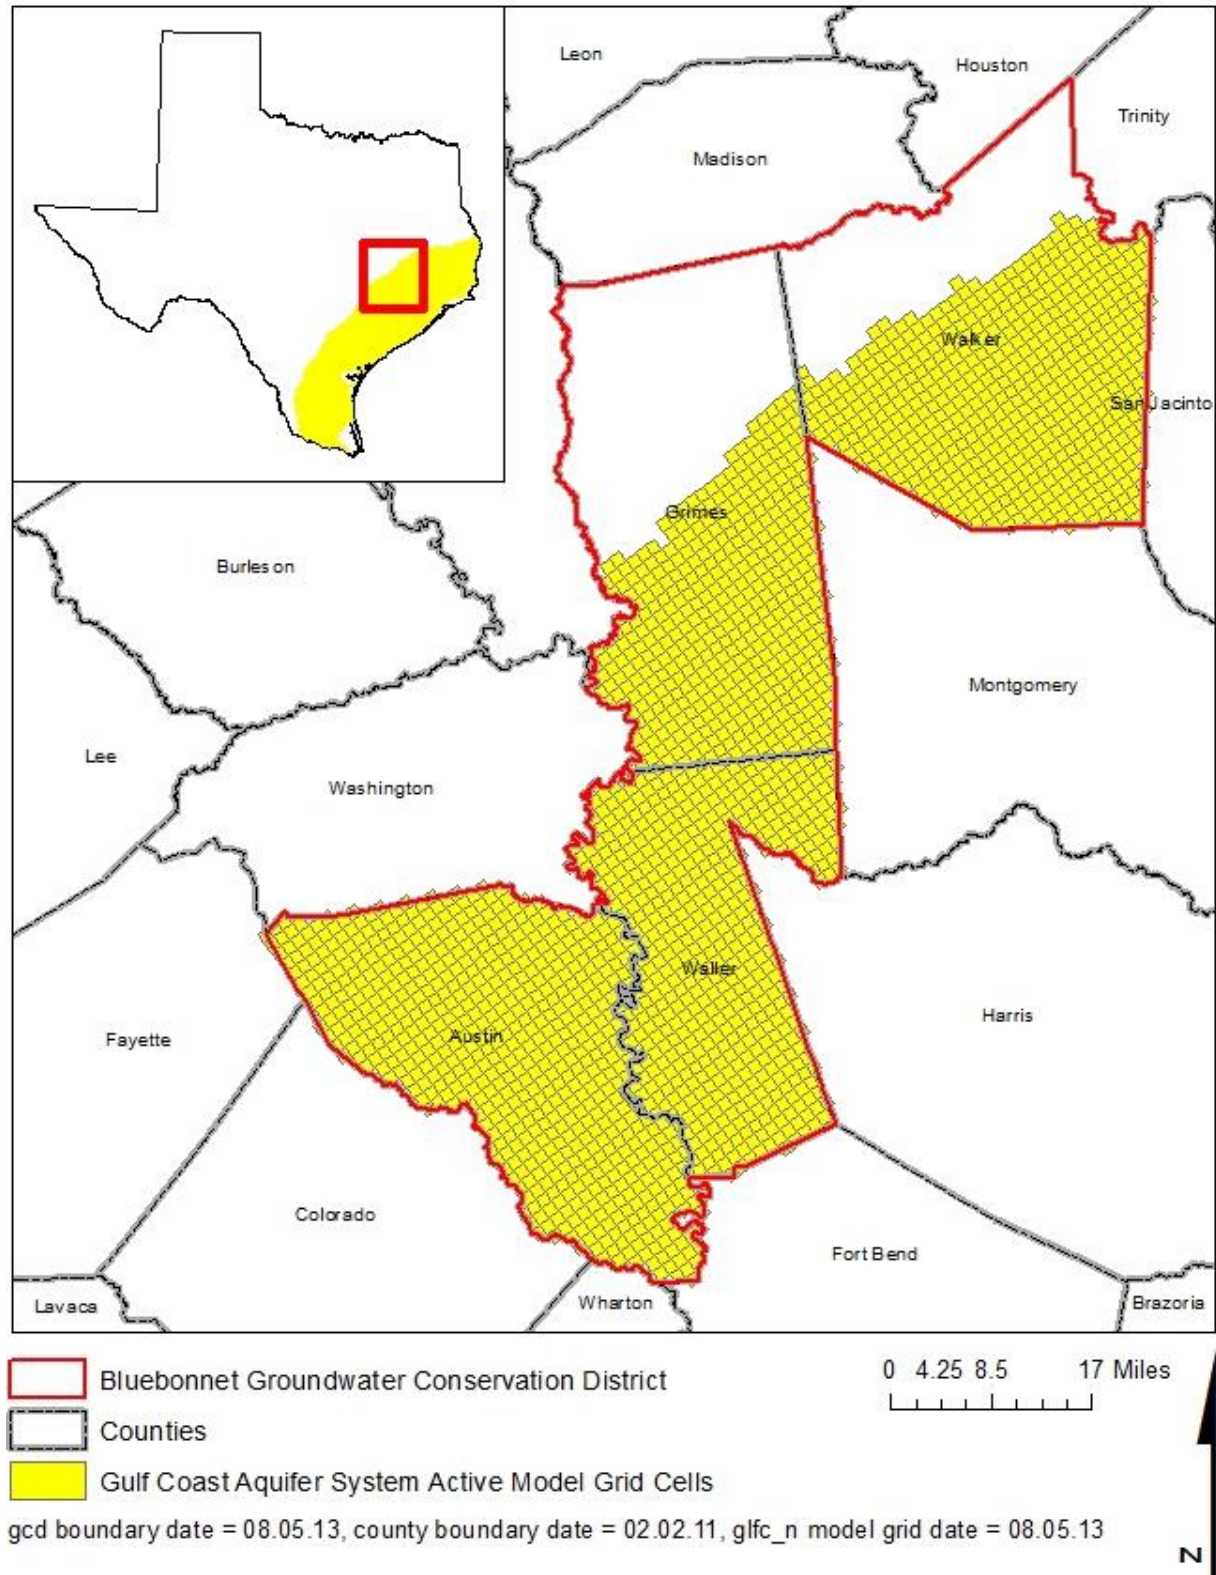 Leon
Houston
Trinity
Madison
Walker
San Jacinto
Grimes
Burleson
Montgomery
Lee
Washington
Waller
Harris
Fayette
Austin
Colorado
Fort Bend
Lavaca
Wharton
Brazoria
Bluebonnet Groundwater Conservation District
0 4.25 8.5 17 Miles
Counties
Gulf Coast Aquifer System Active Model Grid Cells
gcd boundary date = 08.05.13, county boundary date = 02.02.11, glfc_n model grid date = 08.05.13
N